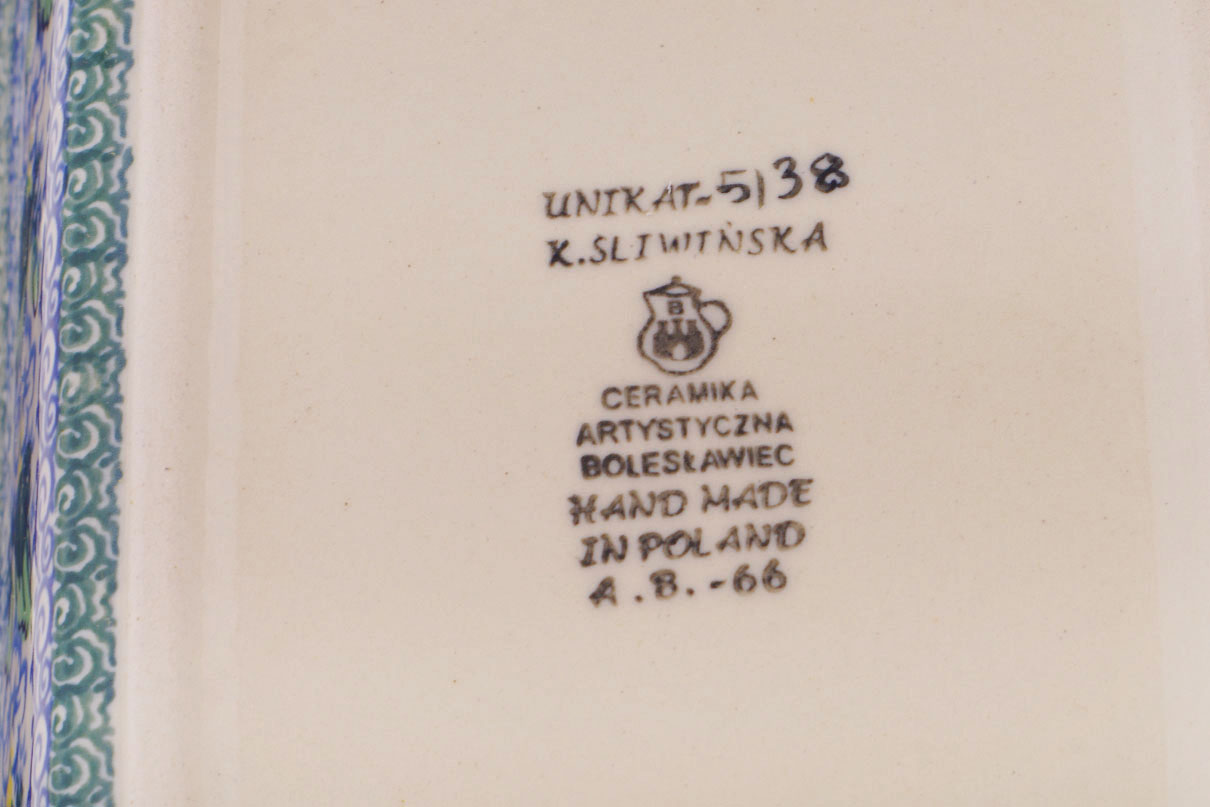 UNIKAT-5138
K.SLIWIŃSKA
B
CERAMIKA
ARTYSTYCZNA
BOLESŁAWIEC
HAND MADE
IN POLAND
A.B.-66